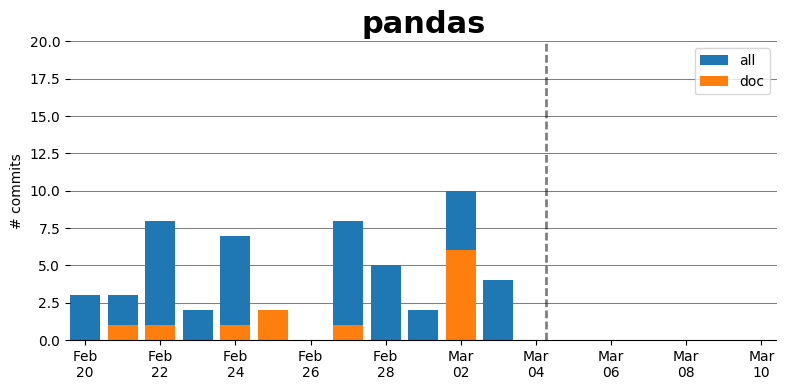 pandas
20.0
17.5
15.0
12.5
10.0
7.5
5.0
2.5
0.0
# commits
all
doc
Feb 20
Feb 22
Feb 24
Feb 26
Feb 28
Mar 02
Mar 04
Mar 06
Mar 08
Mar 10